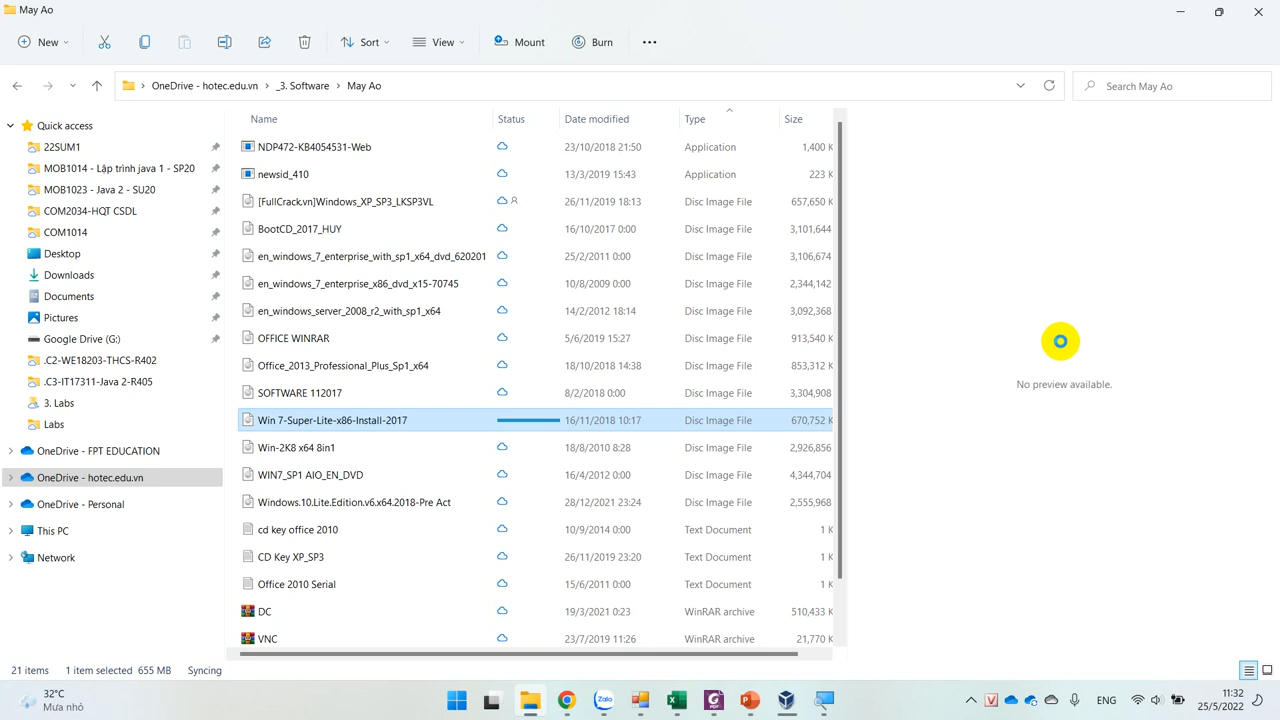 May Ao
New
Sort
View
Mount
Burn
OneDrive - hotec.edu.vn
_3. Software
May Ao
Search May Ao
Name
Status
Date modified
Type
Size
Quick access
22SUM1
MOB1014 - Lập trình java 1 - SP20
MOB1023 - Java 2 - SU20
COM2034-HQT CSDL
COM1014
Desktop
Downloads
Documents
Pictures
Google Drive (G:)
.C2-WE18203-THCS-R402
.C3-IT17311-Java 2-R405
3. Labs
Labs
OneDrive - FPT EDUCATION
OneDrive - hotec.edu.vn
OneDrive - Personal
This PC
Network
NDP472-KB4054531-Web 23/10/2018 21:50 Application 1,400 K
newsid_410 13/3/2019 15:43 Application 223 K
[FullCrack.vn]Windows_XP_SP3_LKSP3VL 26/11/2019 18:13 Disc Image File 657,650 K
BootCD_2017_HUY 16/10/2017 0:00 Disc Image File 3,101,644
en_windows_7_enterprise_with_sp1_x64_dvd_620201 25/2/2011 0:00 Disc Image File 3,106,674
en_windows_7_enterprise_x86_dvd_x15-70745 10/8/2009 0:00 Disc Image File 2,344,142
en_windows_server_2008_r2_with_sp1_x64 14/2/2012 18:14 Disc Image File 3,092,368
OFFICE WINRAR 5/6/2019 15:27 Disc Image File 913,540 K
Office_2013_Professional_Plus_Sp1_x64 18/10/2018 14:38 Disc Image File 853,312 K
SOFTWARE 112017 8/2/2018 0:00 Disc Image File 3,304,908
Win 7-Super-Lite-x86-Install-2017 16/11/2018 10:17 Disc Image File 670,752 K
Win-2K8 x64 8in1 18/8/2010 8:28 Disc Image File 2,926,856
WIN7_SP1 AIO_EN_DVD 16/4/2012 0:00 Disc Image File 4,344,704
Windows.10.Lite.Edition.v6.x64.2018-Pre Act 28/12/2021 23:24 Disc Image File 2,555,968
cd key office 2010 10/9/2014 0:00 Text Document 1 K
CD Key XP_SP3 26/11/2019 23:20 Text Document 1 K
Office 2010 Serial 15/6/2011 0:00 Text Document 1 K
DC 19/3/2021 0:23 WinRAR archive 510,433 K
VNC 23/7/2019 11:26 WinRAR archive 21,770 K
No preview available.
21 items 1 item selected 655 MB Syncing
32°C
Mưa nhỏ
Zalo
ENG
11:32
25/5/2022